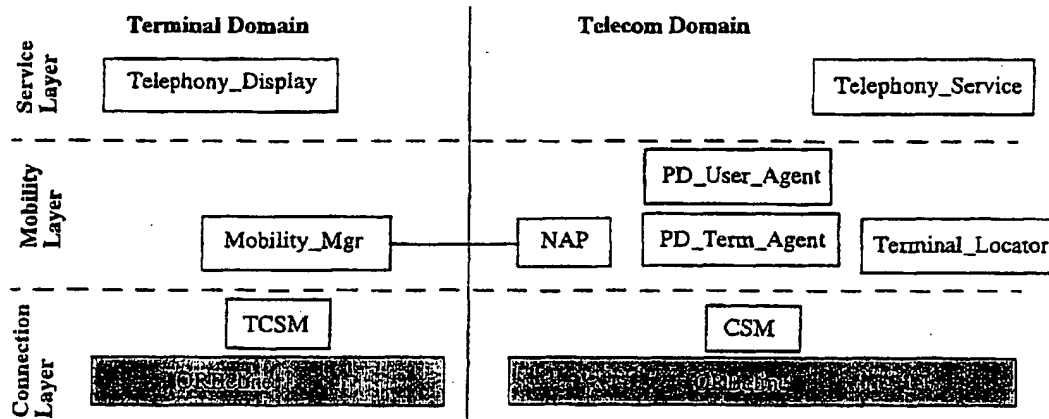 Terminal Domain
Telecom Domain
Service Layer
Telephony_Display
Telephony_Service
Mobility Layer
PD_User_Agent
Mobility_Mgr
NAP
PD_Term_Agent
Terminal_Locator
Connection Layer
TCSM
CSM